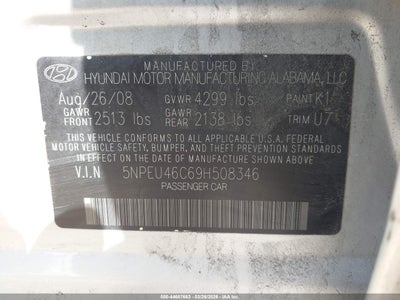 MANUFACTURED BY
HYUNDAI MOTOR MANUFACTURING ALABAMA, LLC
Aug/26/08 GVWR 4299 lbs PAINT K1
GAWR FRONT 2513 lbs GAWR REAR 2138 lbs TRIM U7
THIS VEHICLE CONFORMS TO ALL APPLICABLE U.S.A. FEDERAL
MOTOR VEHICLE SAFETY, BUMPER, AND THEFT PREVENTION
STANDARDS IN EFFECT ON THE DATE OF MANUFACTURE SHOWN ABOVE.
V.I.N 5NPEU46C69H508346
PASSENGER CAR